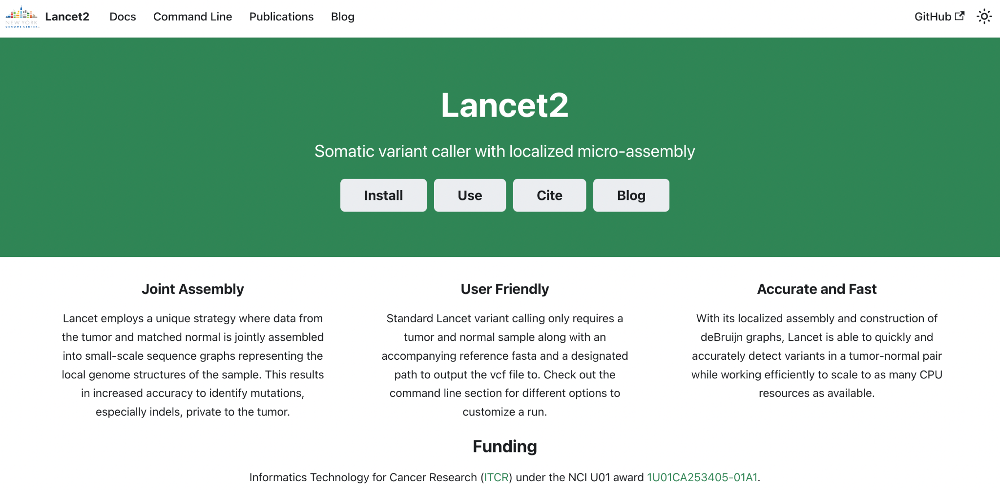 NEW YORK
GENOME CENTER
Lancet2 Docs Command Line Publications Blog GitHub
Lancet2
Somatic variant caller with localized micro-assembly
Install Use Cite Blog
Joint Assembly
Lancet employs a unique strategy where data from
the tumor and matched normal is jointly assembled
into small-scale sequence graphs representing the
local genome structures of the sample. This results
in increased accuracy to identify mutations,
especially indels, private to the tumor.
User Friendly
Standard Lancet variant calling only requires a
tumor and normal sample along with an
accompanying reference fasta and a designated
path to output the vcf file to. Check out the
command line section for different options to
customize a run.
Accurate and Fast
With its localized assembly and construction of
deBruijn graphs, Lancet is able to quickly and
accurately detect variants in a tumor-normal pair
while working efficiently to scale to as many CPU
resources as available.
Funding
Informatics Technology for Cancer Research (ITCR) under the NCI U01 award 1U01CA253405-01A1.